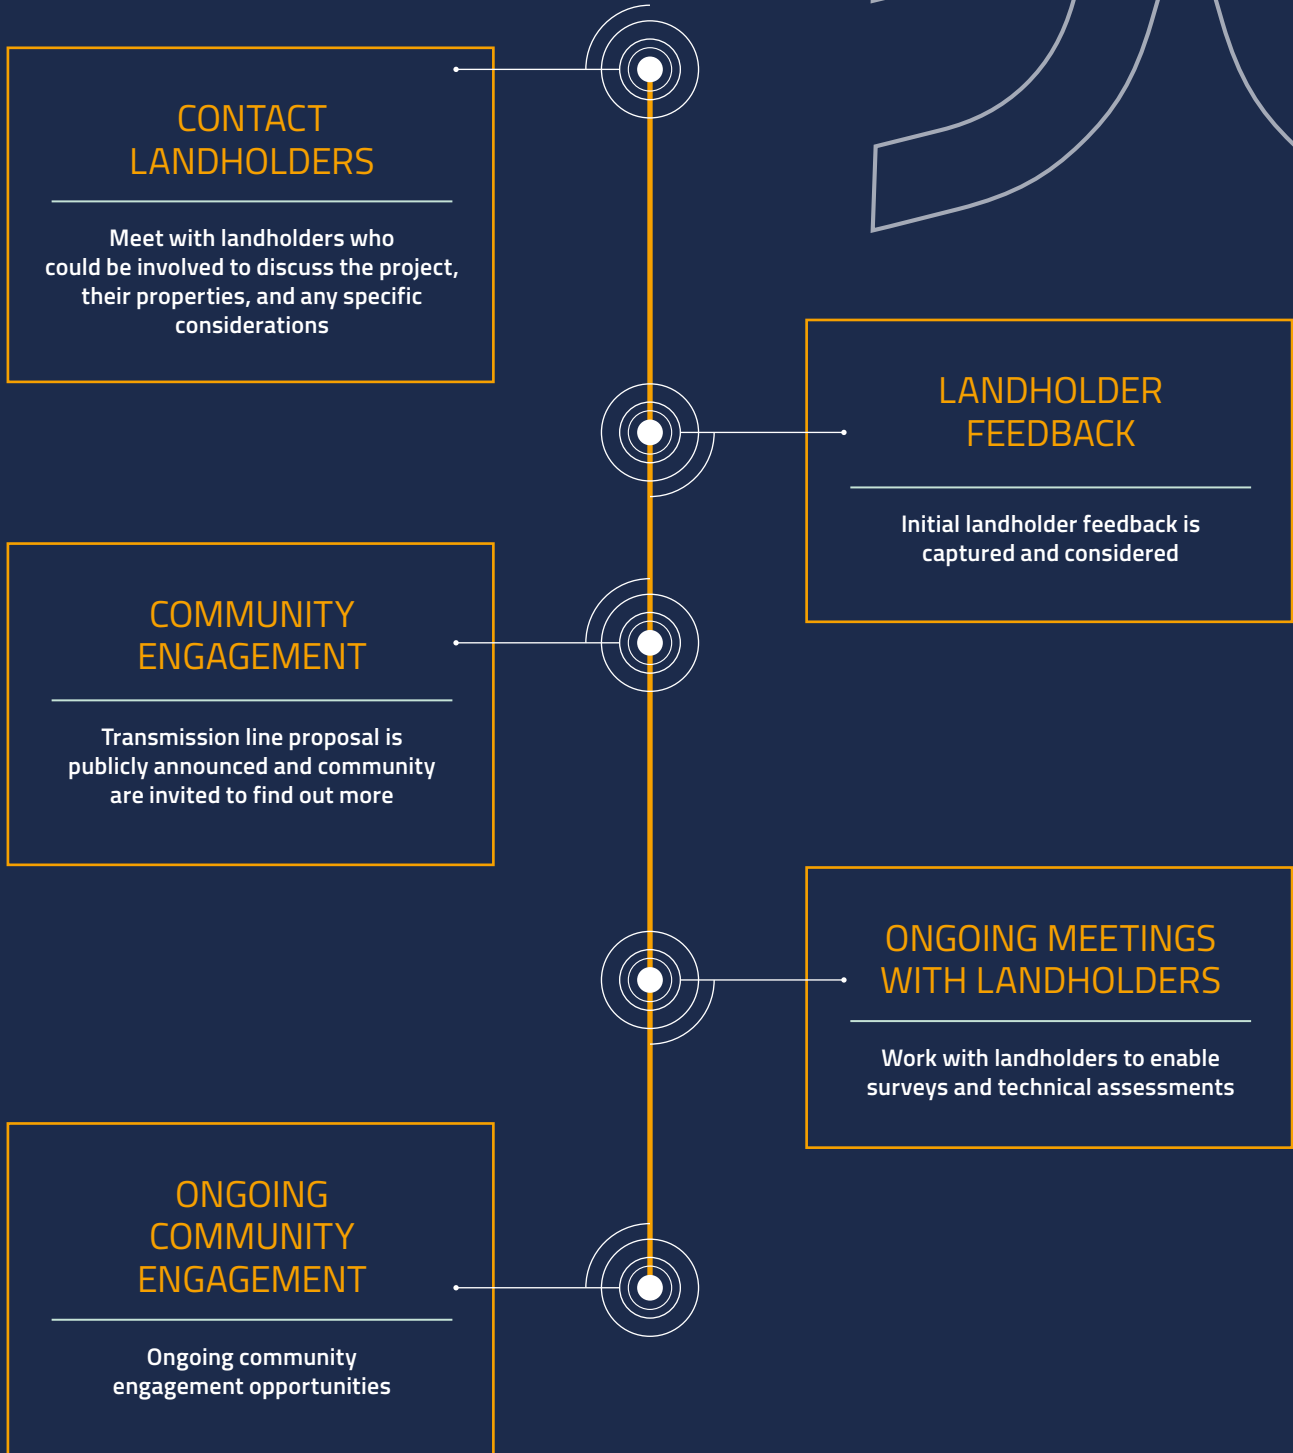 CONTACT
LANDHOLDERS
Meet with landholders who
could be involved to discuss the project,
their properties, and any specific
considerations
LANDHOLDER
FEEDBACK
Initial landholder feedback is
captured and considered
COMMUNITY
ENGAGEMENT
Transmission line proposal is
publicly announced and community
are invited to find out more
ONGOING MEETINGS
WITH LANDHOLDERS
Work with landholders to enable
surveys and technical assessments
ONGOING
COMMUNITY
ENGAGEMENT
Ongoing community
engagement opportunities